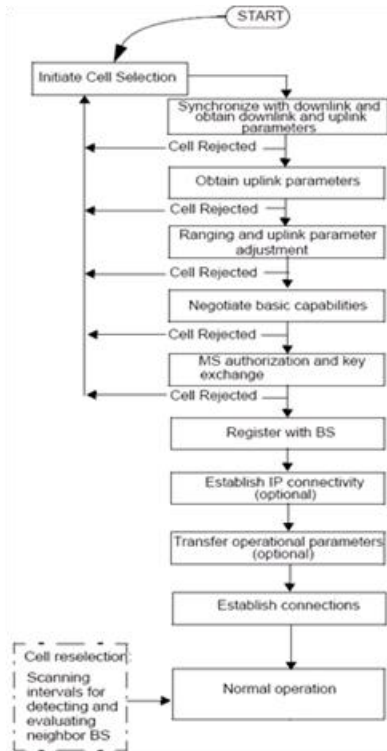 START
Initiate Cell Selection
Synchronize with downlink and
obtain downlink and uplink
parameters
Cell Rejected
Obtain uplink parameters
Cell Rejected
Ranging and uplink parameter
adjustment
Cell Rejected
Negotiate basic capabilities
Cell Rejected
MS authorization and key
exchange
Cell Rejected
Register with BS
Establish IP connectivity
(optional)
Transfer operational parameters
(optional)
Establish connections
Cell reselection:
Scanning
intervals for
detecting and
evaluating
neighbor BS
Normal operation